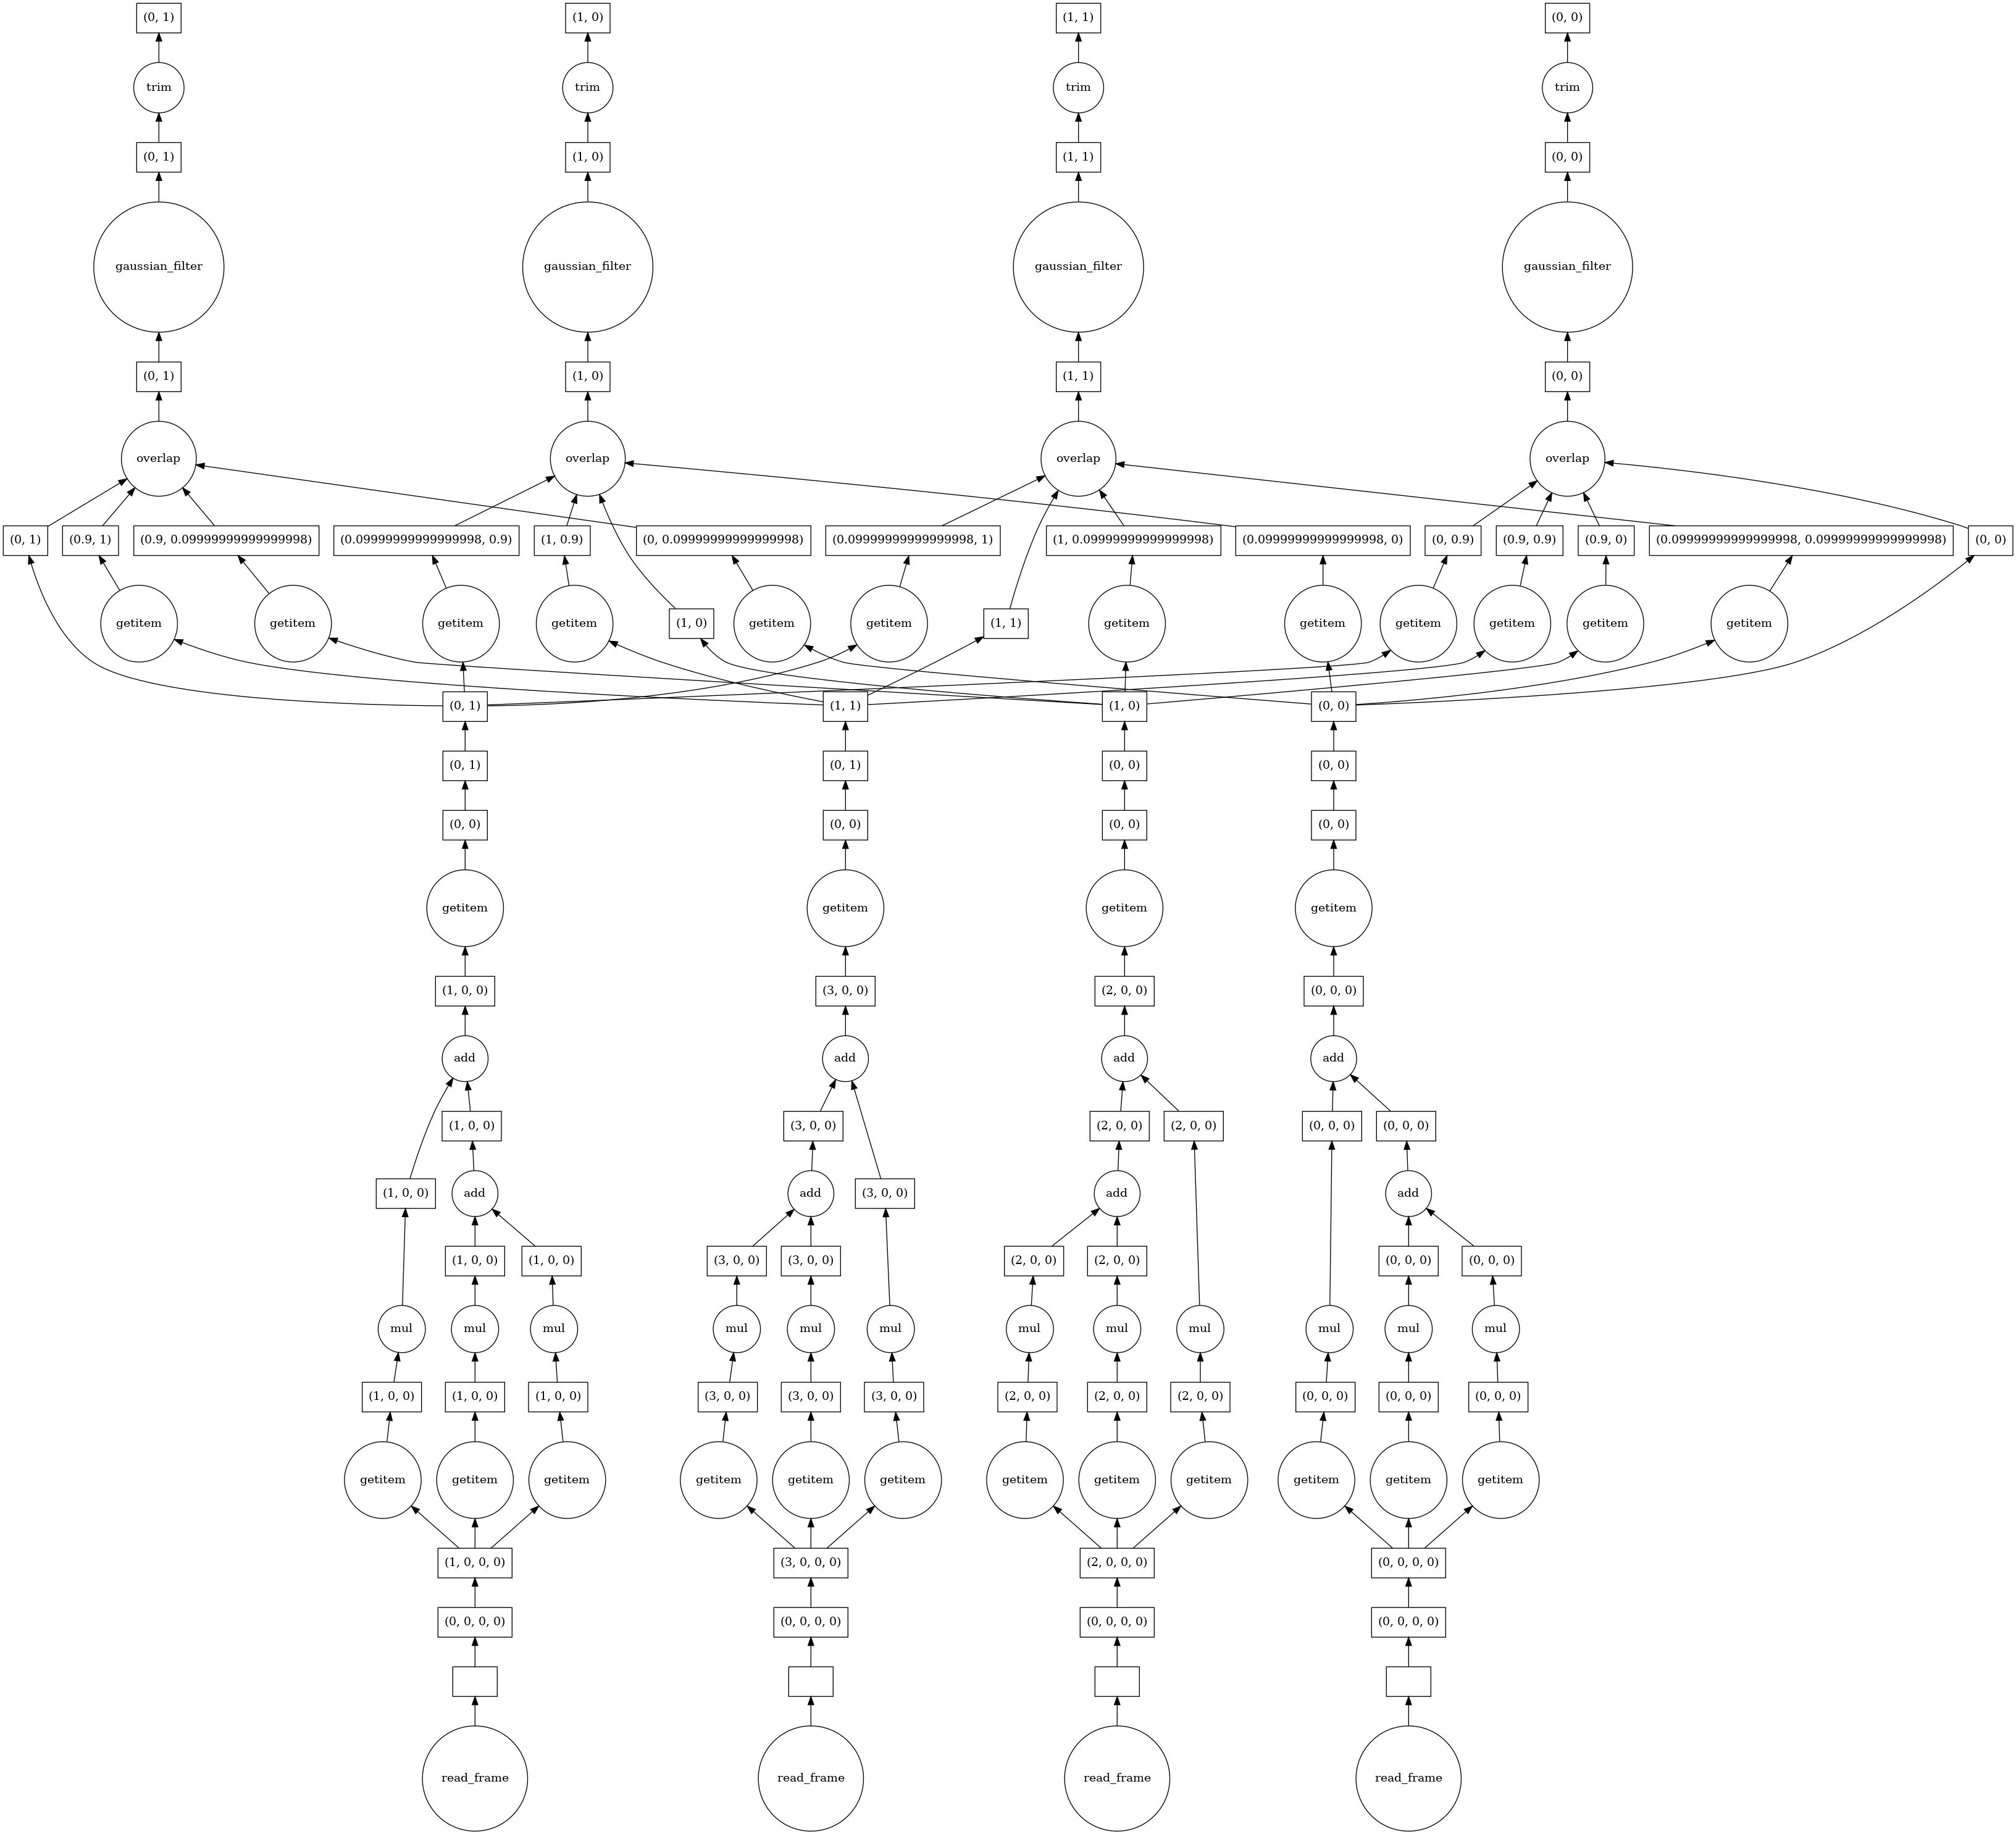 (0, 1)
(1, 0)
(1, 1)
(0, 0)
trim
trim
trim
trim
(0, 1)
(1, 0)
(1, 1)
(0, 0)
gaussian_filter
gaussian_filter
gaussian_filter
gaussian_filter
(0, 1)
(1, 0)
(1, 1)
(0, 0)
overlap
overlap
overlap
overlap
(0, 1)
(0.9, 1)
(0.9, 0.09999999999999998)
(0.09999999999999998, 0.9)
(1, 0.9)
(0, 0.09999999999999998)
(0.09999999999999998, 1)
(1, 0.09999999999999998)
(0.09999999999999998, 0)
(0, 0.9)
(0.9, 0.9)
(0.9, 0)
(0.09999999999999998, 0.09999999999999998)
(0, 0)
getitem
getitem
getitem
getitem
(1, 0)
getitem
getitem
(1, 1)
getitem
getitem
getitem
getitem
getitem
getitem
(0, 1)
(1, 1)
(1, 0)
(0, 0)
(0, 1)
(0, 1)
(0, 0)
(0, 0)
(0, 0)
(0, 0)
(0, 0)
(0, 0)
getitem
getitem
getitem
getitem
(1, 0, 0)
(3, 0, 0)
(2, 0, 0)
(0, 0, 0)
add
add
add
add
(1, 0, 0)
(3, 0, 0)
(2, 0, 0)
(2, 0, 0)
(0, 0, 0)
(0, 0, 0)
(1, 0, 0)
add
add
(3, 0, 0)
add
add
(1, 0, 0)
(1, 0, 0)
(3, 0, 0)
(3, 0, 0)
(2, 0, 0)
(2, 0, 0)
(0, 0, 0)
(0, 0, 0)
mul
mul
mul
mul
mul
mul
mul
mul
mul
mul
mul
mul
(1, 0, 0)
(1, 0, 0)
(1, 0, 0)
(3, 0, 0)
(3, 0, 0)
(3, 0, 0)
(2, 0, 0)
(2, 0, 0)
(2, 0, 0)
(0, 0, 0)
(0, 0, 0)
(0, 0, 0)
getitem
getitem
getitem
getitem
getitem
getitem
getitem
getitem
getitem
getitem
getitem
getitem
(1, 0, 0, 0)
(3, 0, 0, 0)
(2, 0, 0, 0)
(0, 0, 0, 0)
(0, 0, 0, 0)
(0, 0, 0, 0)
(0, 0, 0, 0)
(0, 0, 0, 0)
read_frame
read_frame
read_frame
read_frame